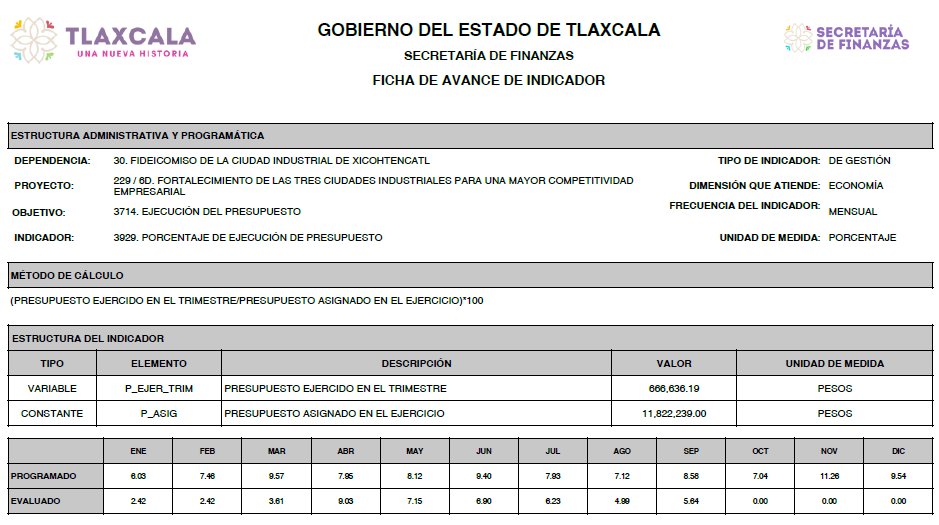 TLAXCALA
UNA NUEVA HISTORIA
GOBIERNO DEL ESTADO DE TLAXCALA
SECRETARÍA DE FINANZAS
FICHA DE AVANCE DE INDICADOR
SECRETARÍA
DE FINANZAS
ESTRUCTURA ADMINISTRATIVA Y PROGRAMÁTICA
DEPENDENCIA: 30. FIDEICOMISO DE LA CIUDAD INDUSTRIAL DE XICOHTENCATL TIPO DE INDICADOR: DE GESTIÓN
PROYECTO: 229 / 6D. FORTALECIMIENTO DE LAS TRES CIUDADES INDUSTRIALES PARA UNA MAYOR COMPETITIVIDAD
EMPRESARIAL DIMENSIÓN QUE ATIENDE: ECONOMÍA
OBJETIVO: 3714. EJECUCIÓN DEL PRESUPUESTO FRECUENCIA DEL INDICADOR: MENSUAL
INDICADOR: 3929. PORCENTAJE DE EJECUCIÓN DE PRESUPUESTO UNIDAD DE MEDIDA: PORCENTAJE
MÉTODO DE CÁLCULO
(PRESUPUESTO EJERCIDO EN EL TRIMESTRE/PRESUPUESTO ASIGNADO EN EL EJERCICIO)*100
ESTRUCTURA DEL INDICADOR
TIPO ELEMENTO DESCRIPCIÓN VALOR UNIDAD DE MEDIDA
VARIABLE P_EJER_TRIM PRESUPUESTO EJERCIDO EN EL TRIMESTRE 666,636.19 PESOS
CONSTANTE P_ASIG PRESUPUESTO ASIGNADO EN EL EJERCICIO 11,822,239.00 PESOS
ENE FEB MAR ABR MAY JUN JUL AGO SEP OCT NOV DIC
PROGRAMADO 6.03 7.46 9.57 7.95 8.12 9.40 7.93 7.12 8.58 7.04 11.26 9.54
EVALUADO 2.42 2.42 3.61 9.03 7.15 6.90 6.23 4.99 5.64 0.00 0.00 0.00